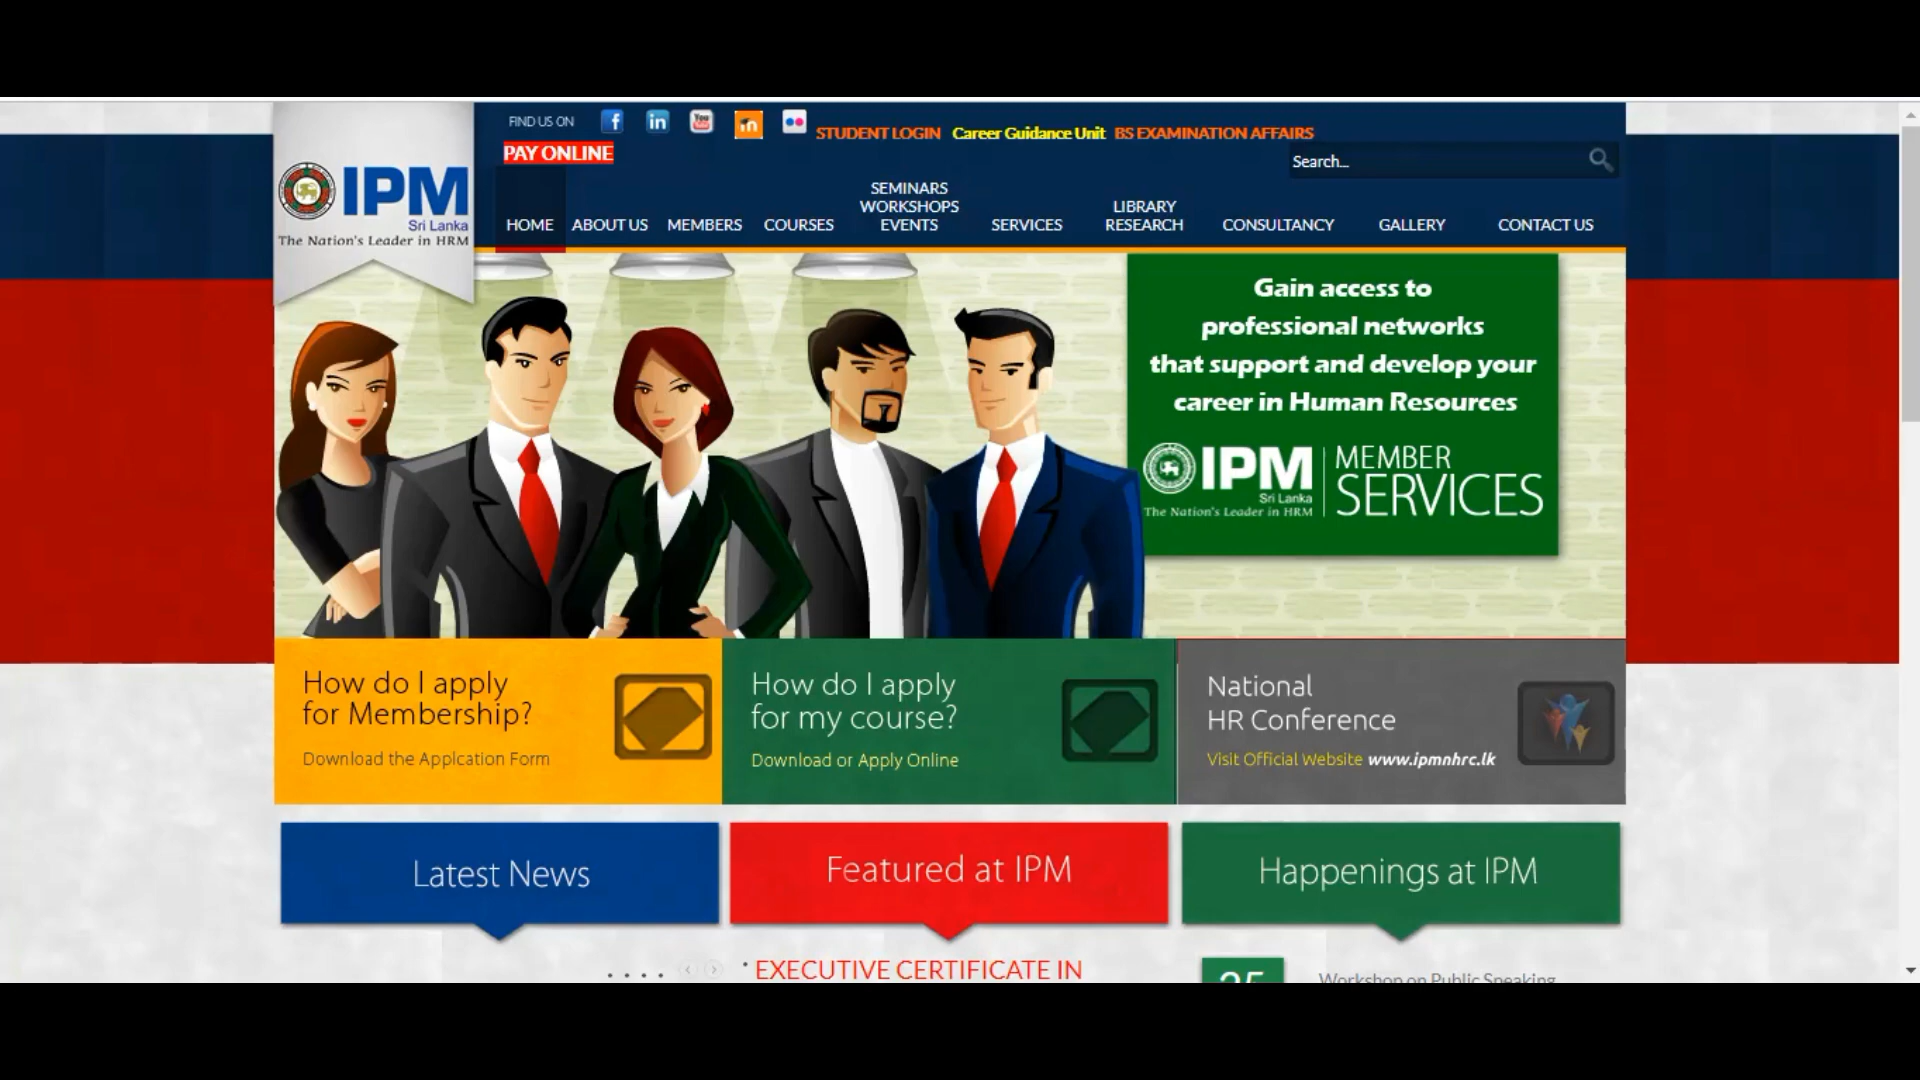 FIND US ON
STUDENT LOGIN Career Guidance Unit BS EXAMINATION AFFAIRS
PAY ONLINE
Search...
IPM
Sri Lanka
The Nation's Leader in HRM
HOME
ABOUT US
MEMBERS
COURSES
SEMINARS
WORKSHOPS
EVENTS
SERVICES
LIBRARY
RESEARCH
CONSULTANCY
GALLERY
CONTACT US
Gain access to
professional networks
that support and develop your
career in Human Resources
IPM
Sri Lanka
The Nation's Leader in HRM
MEMBER
SERVICES
How do I apply
for Membership?
Download the Applcation Form
How do I apply
for my course?
Download or Apply Online
National
HR Conference
Visit Official Website www.ipmnhrc.lk
Latest News
Featured at IPM
Happenings at IPM
EXECUTIVE CERTIFICATE IN
25
Workshop on Public Speaking